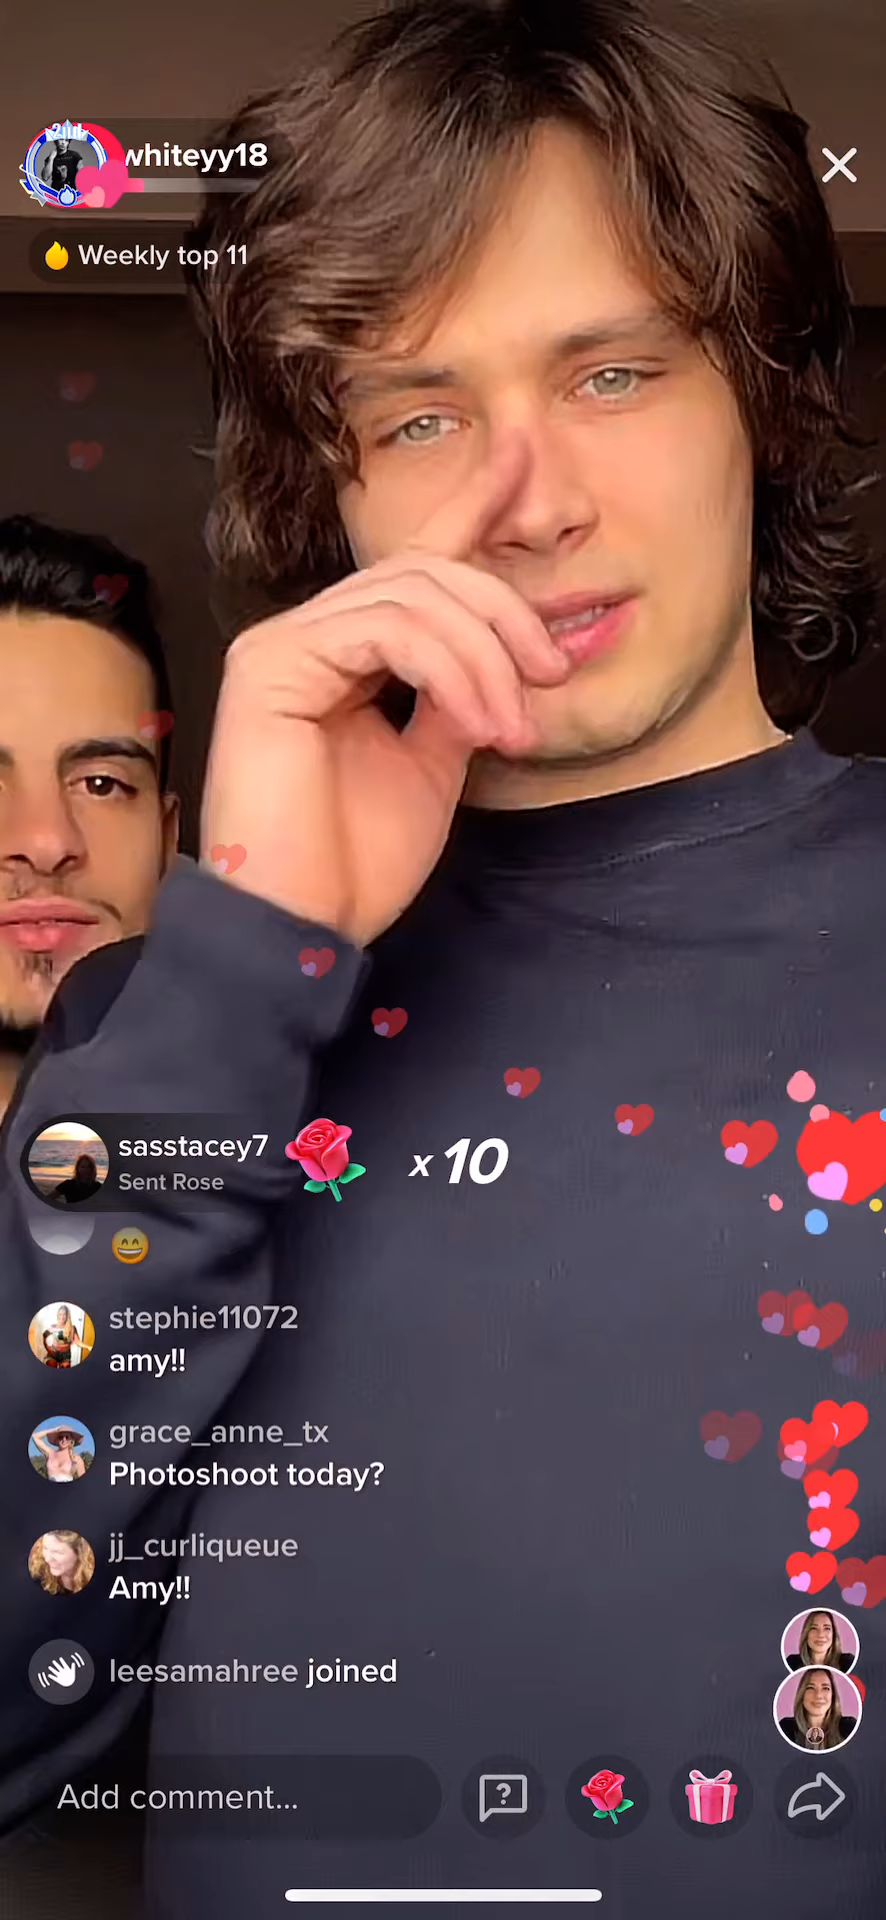 whiteyy18
Weekly top 11
sasstacey7
Sent Rose
x 10
stephie11072
amy!!
grace_anne_tx
Photoshoot today?
jj_curliqueue
Amy!!
leesamahree joined
Add comment...